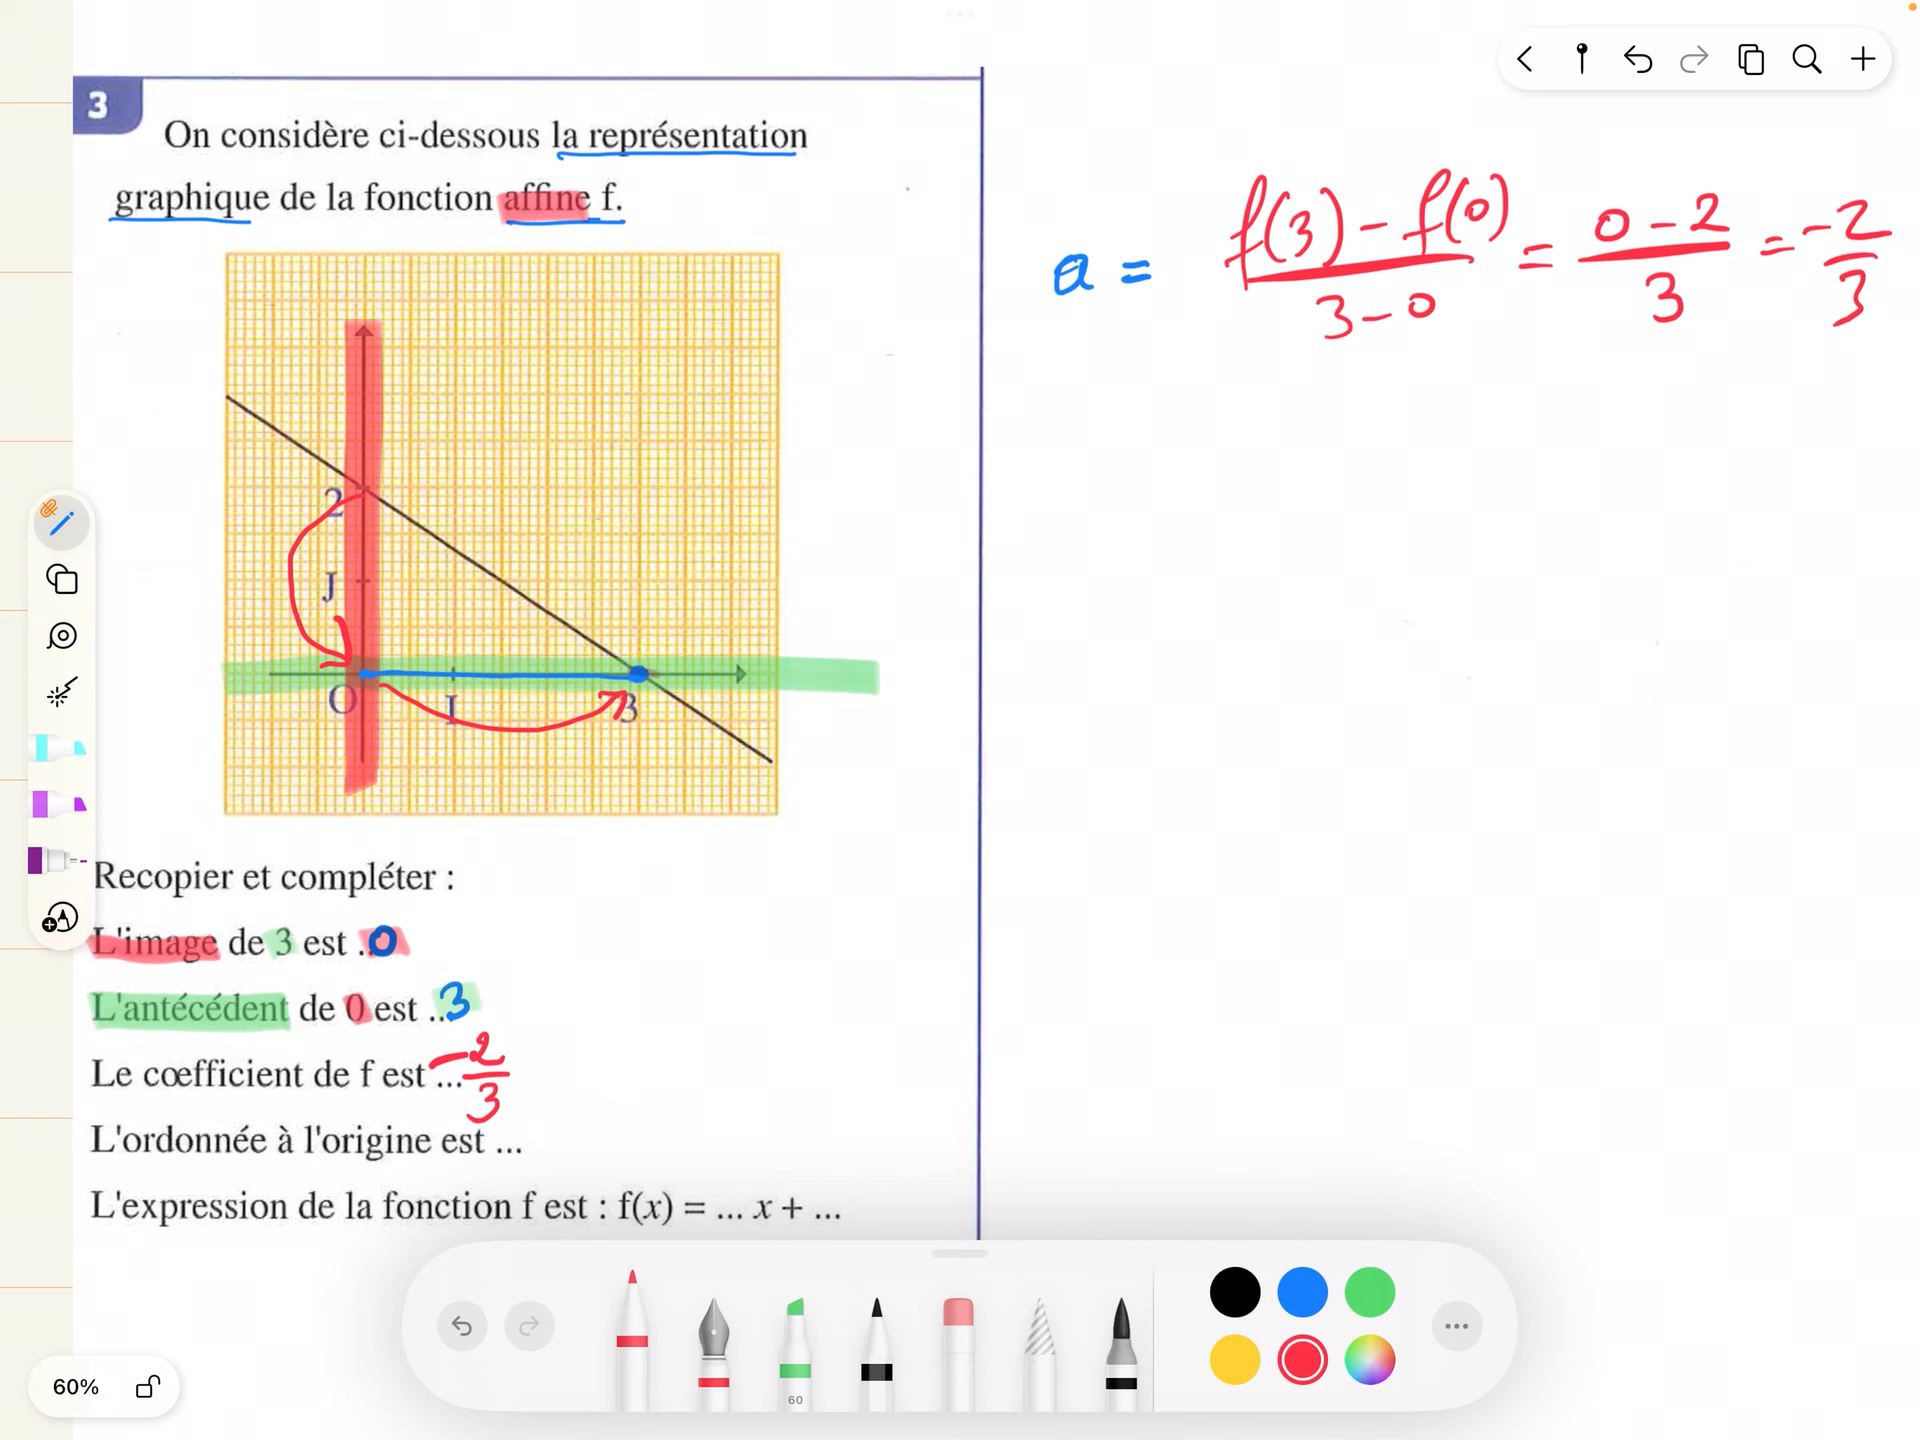 3
On considère ci-dessous la représentation
graphique de la fonction affine f.
a = f(3) - f(0) / 3 - 0 = 0 - 2 / 3 = -2 / 3
2
J
O
I
3
Recopier et compléter :
L'image de 3 est .0
L'antécédent de 0 est ..3
Le cœfficient de f est ... -2/3
L'ordonnée à l'origine est ...
L'expression de la fonction f est : f(x) = ... x + ...
60
60%